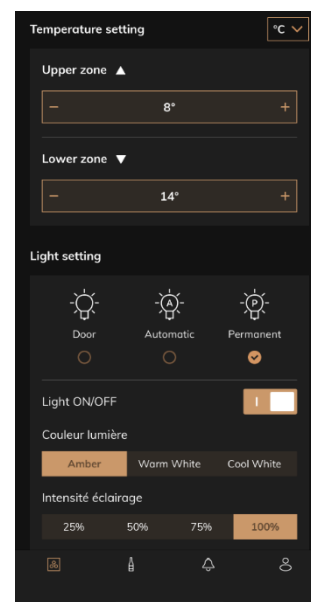 Temperature setting
°C
Upper zone ▲
− 8° +
Lower zone ▼
− 14° +
Light setting
A P
Door Automatic Permanent
Light ON/OFF
I
Couleur lumière
Amber Warm White Cool White
Intensité éclairage
25% 50% 75% 100%